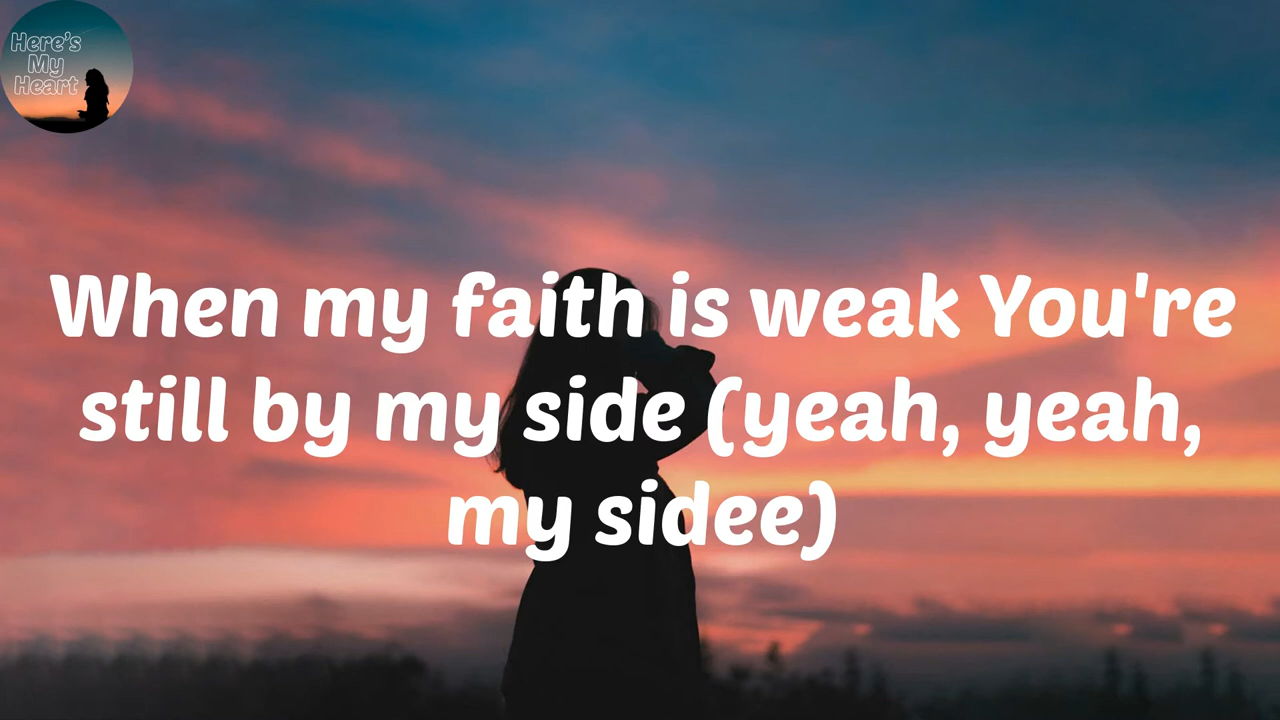 Here's
My
Heart
When my faith is weak You're
still by my side (yeah, yeah,
my sidee)